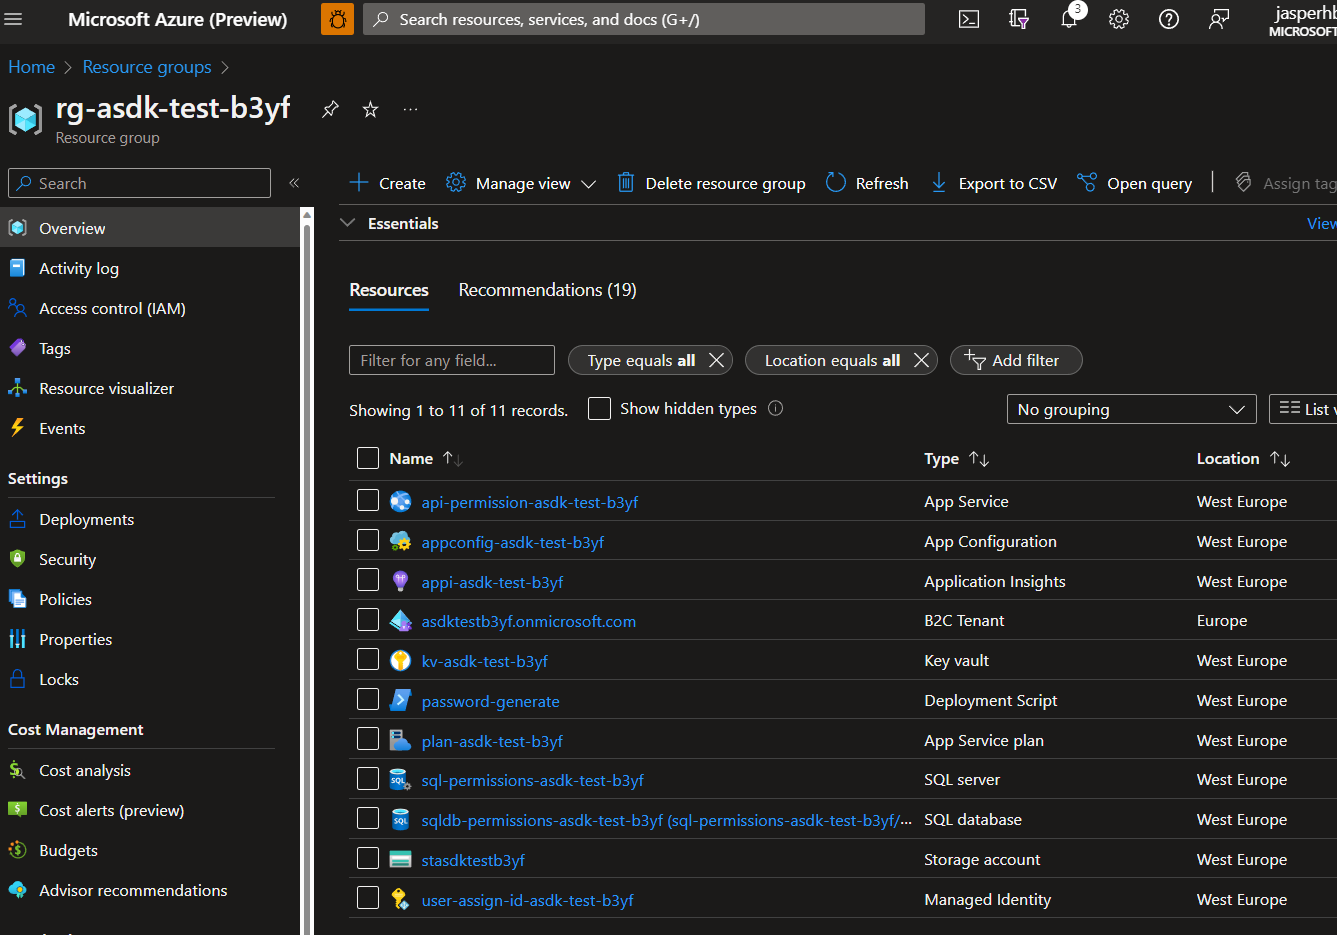 Microsoft Azure (Preview)
Search resources, services, and docs (G+/)
3
jasperhb
MICROSOFT
Home
Resource groups
rg-asdk-test-b3yf
...
Resource group
Search
Create
Manage view
Delete resource group
Refresh
Export to CSV
Open query
Assign tag
Overview
Activity log
Access control (IAM)
Tags
Resource visualizer
Events
Settings
Deployments
Security
Policies
Properties
Locks
Cost Management
Cost analysis
Cost alerts (preview)
Budgets
Advisor recommendations
Essentials
View
Resources
Recommendations (19)
Filter for any field...
Type equals all
Location equals all
Add filter
Showing 1 to 11 of 11 records.
Show hidden types
No grouping
List v
Name Type Location
api-permission-asdk-test-b3yf App Service West Europe
appconfig-asdk-test-b3yf App Configuration West Europe
appi-asdk-test-b3yf Application Insights West Europe
asdktestb3yf.onmicrosoft.com B2C Tenant Europe
kv-asdk-test-b3yf Key vault West Europe
password-generate Deployment Script West Europe
plan-asdk-test-b3yf App Service plan West Europe
sql-permissions-asdk-test-b3yf SQL server West Europe
sqldb-permissions-asdk-test-b3yf (sql-permissions-asdk-test-b3yf/... SQL database West Europe
stasdktestb3yf Storage account West Europe
user-assign-id-asdk-test-b3yf Managed Identity West Europe